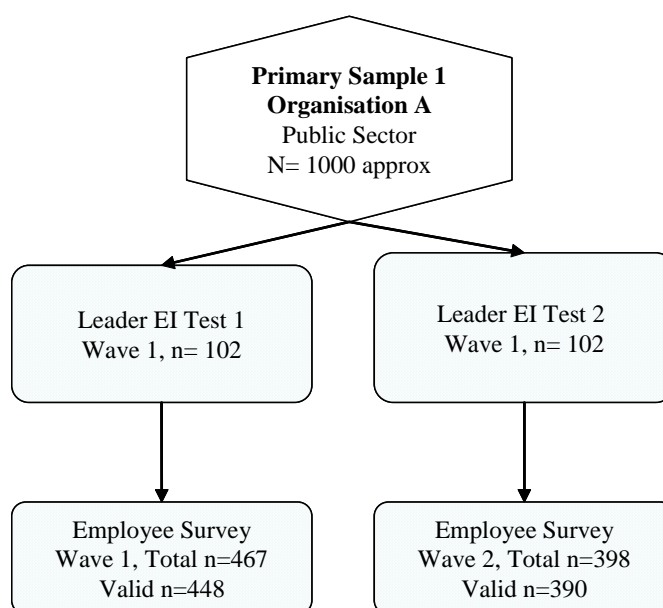 Primary Sample 1
Organisation A
Public Sector
N= 1000 approx
Leader EI Test 1
Wave 1, n= 102
Leader EI Test 2
Wave 1, n= 102
Employee Survey
Wave 1, Total n=467
Valid n=448
Employee Survey
Wave 2, Total n=398
Valid n=390